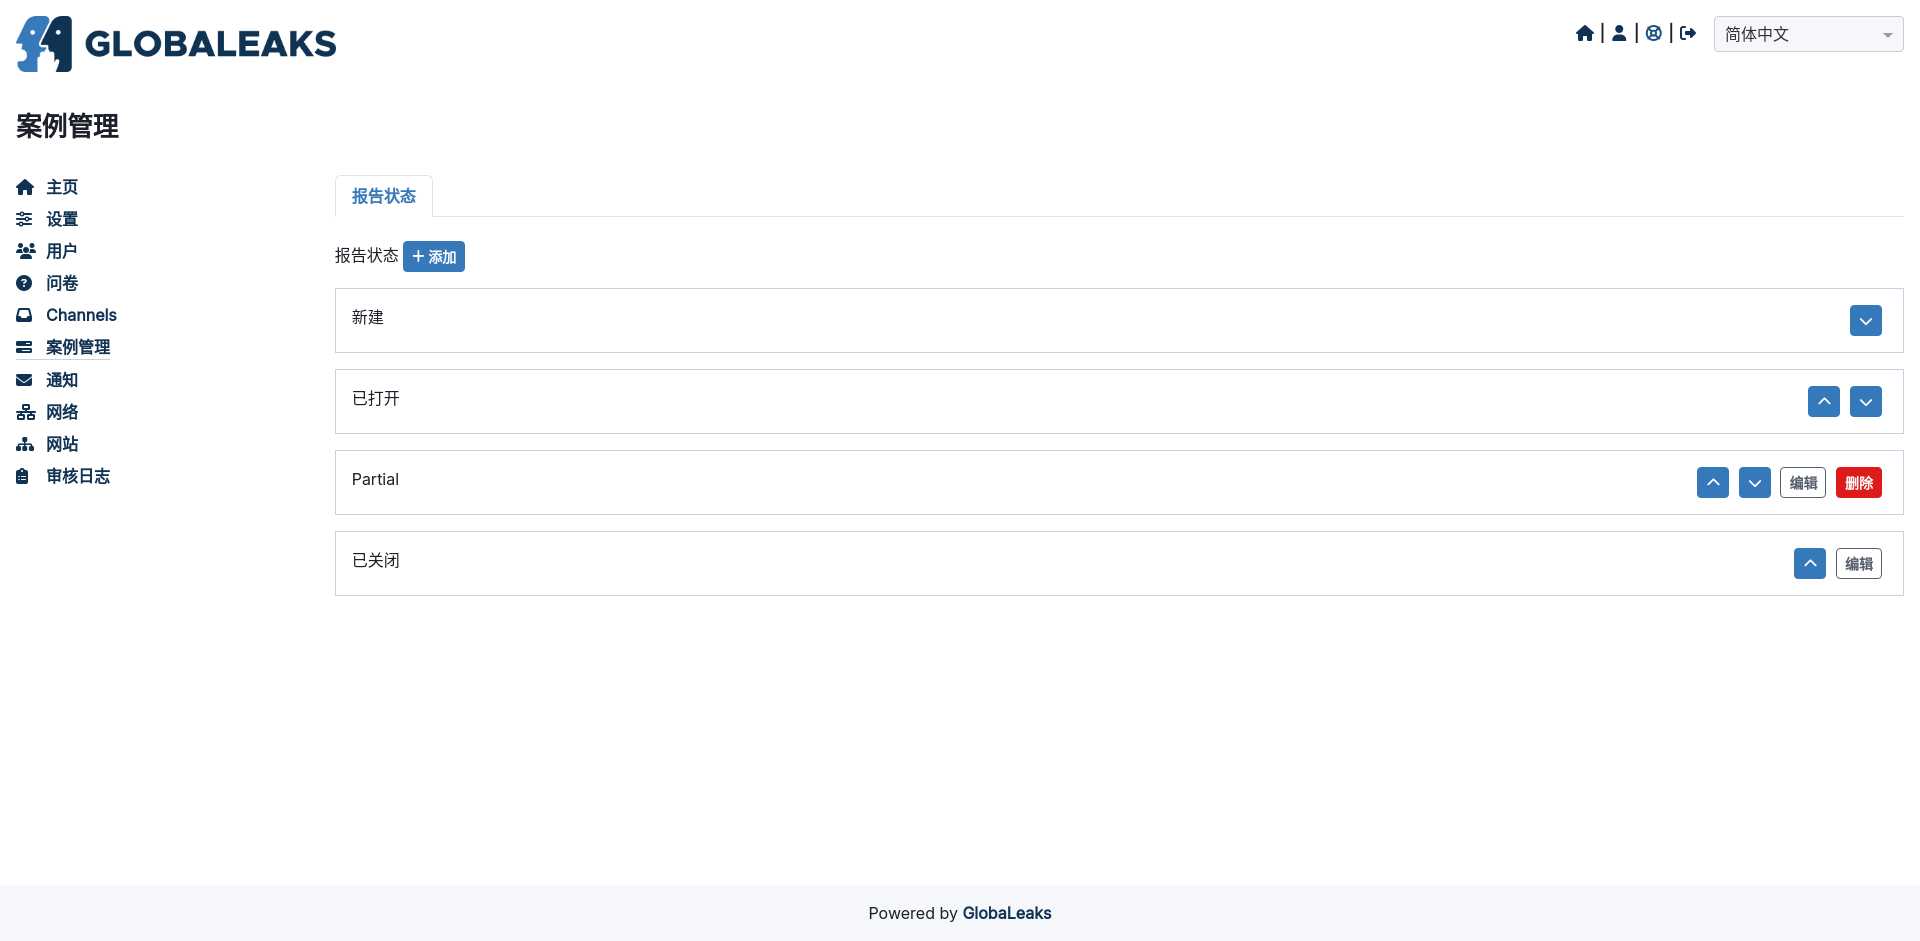 GLOBALEAKS
简体中文
案例管理
主页
设置
用户
问卷
Channels
案例管理
通知
网络
网站
审核日志
报告状态
报告状态 添加
新建
已打开
Partial 编辑 删除
已关闭 编辑
Powered by GlobaLeaks